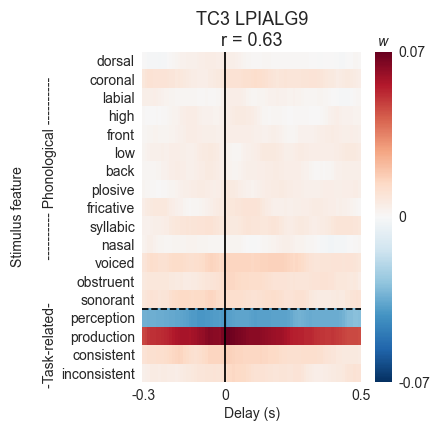 TC3 LPIALG9
r = 0.63
w
dorsal
coronal
labial
high
front
low
back
plosive
fricative
syllabic
nasal
voiced
obstruent
sonorant
perception
production
consistent
inconsistent
Stimulus feature
---------- Phonological ----------
-Task-related-
-0.3
0
0.5
Delay (s)
0.07
0
-0.07